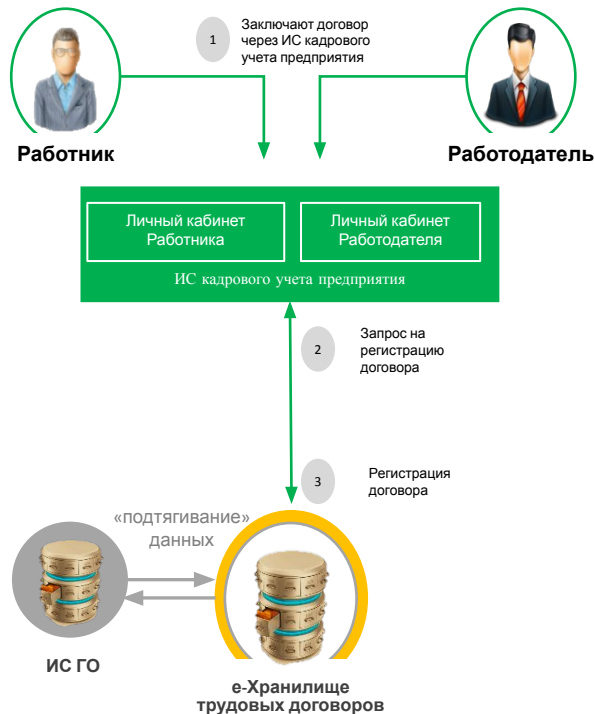 1
Заключают договор
через ИС кадрового
учета предприятия
Работник
Работодатель
Личный кабинет
Работника
Личный кабинет
Работодателя
ИС кадрового учета предприятия
2
Запрос на
регистрацию
договора
3
Регистрация
договора
«подтягивание»
данных
ИС ГО
е-Хранилище
трудовых договоров